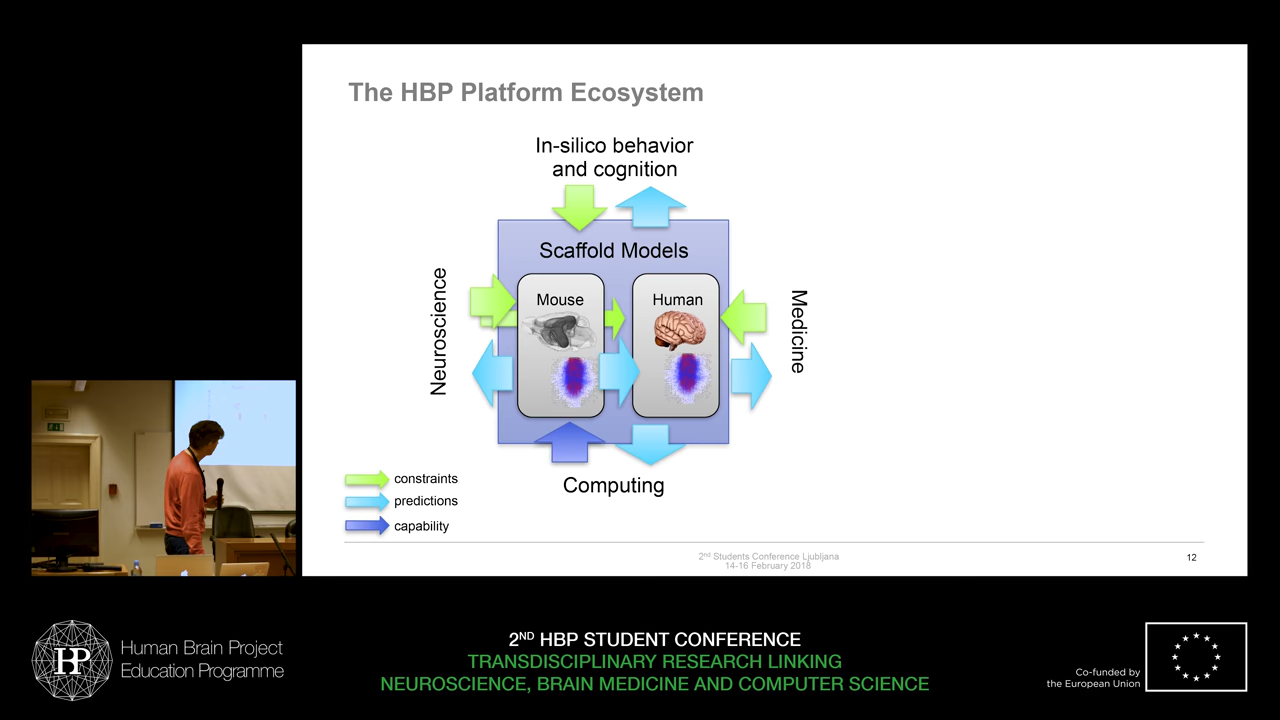 The HBP Platform Ecosystem
In-silico behavior
and cognition
Scaffold Models
Neuroscience
Mouse
Human
Medicine
Computing
constraints
predictions
capability
2nd Students Conference Ljubljana
14-16 February 2018
12
HP
Human Brain Project
Education Programme
2ND HBP STUDENT CONFERENCE
TRANSDISCIPLINARY RESEARCH LINKING
NEUROSCIENCE, BRAIN MEDICINE AND COMPUTER SCIENCE
Co-funded by
the European Union